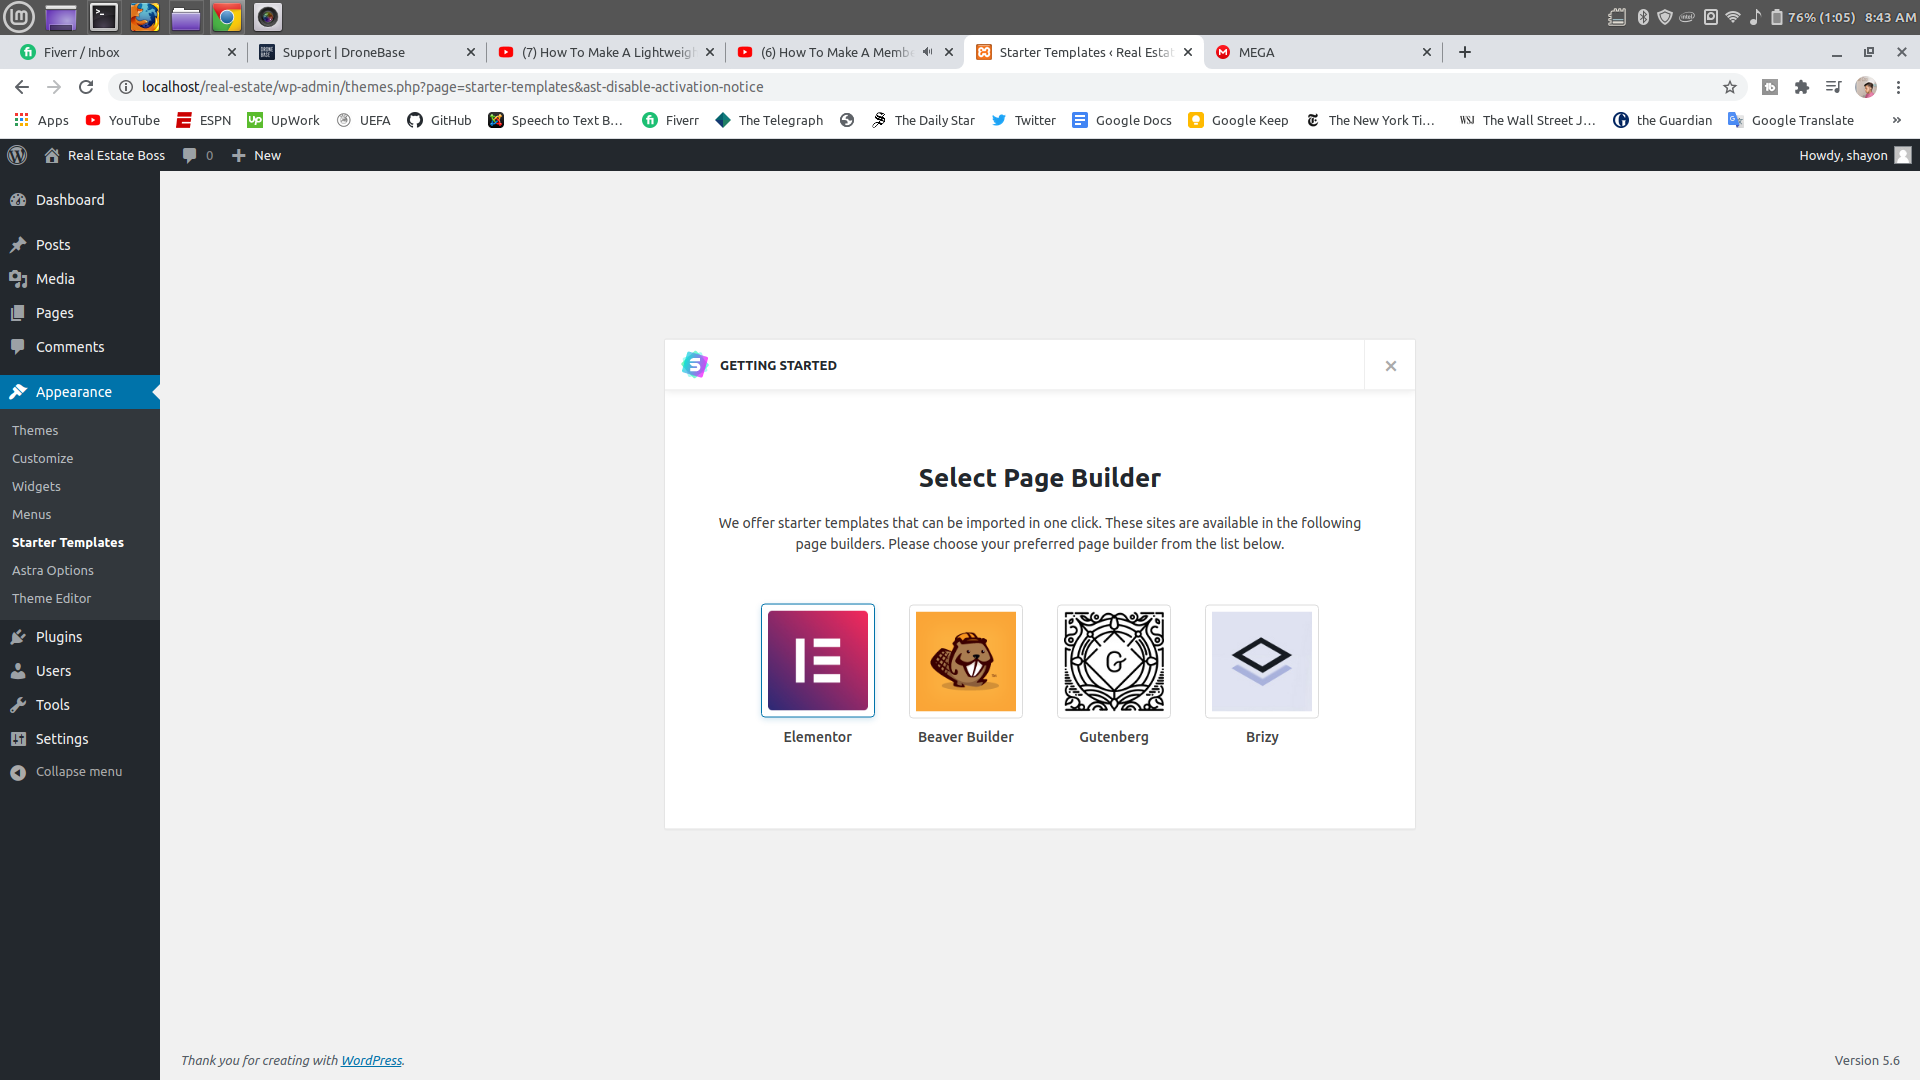 76% (1:05) 8:43 AM
Fiverr / Inbox
Support | DroneBase
(7) How To Make A Lightweigh
(6) How To Make A Membe
Starter Templates ‹ Real Estat
MEGA
localhost/real-estate/wp-admin/themes.php?page=starter-templates&ast-disable-activation-notice
Apps
YouTube
ESPN
UpWork
UEFA
GitHub
Speech to Text B...
Fiverr
The Telegraph
The Daily Star
Twitter
Google Docs
Google Keep
The New York Ti...
The Wall Street J...
the Guardian
Google Translate
»
Real Estate Boss
0
New
Howdy, shayon
Dashboard
Posts
Media
Pages
Comments
Appearance
Themes
Customize
Widgets
Menus
Starter Templates
Astra Options
Theme Editor
Plugins
Users
Tools
Settings
Collapse menu
GETTING STARTED
Select Page Builder
We offer starter templates that can be imported in one click. These sites are available in the following
page builders. Please choose your preferred page builder from the list below.
Elementor
Beaver Builder
Gutenberg
Brizy
Thank you for creating with WordPress.
Version 5.6